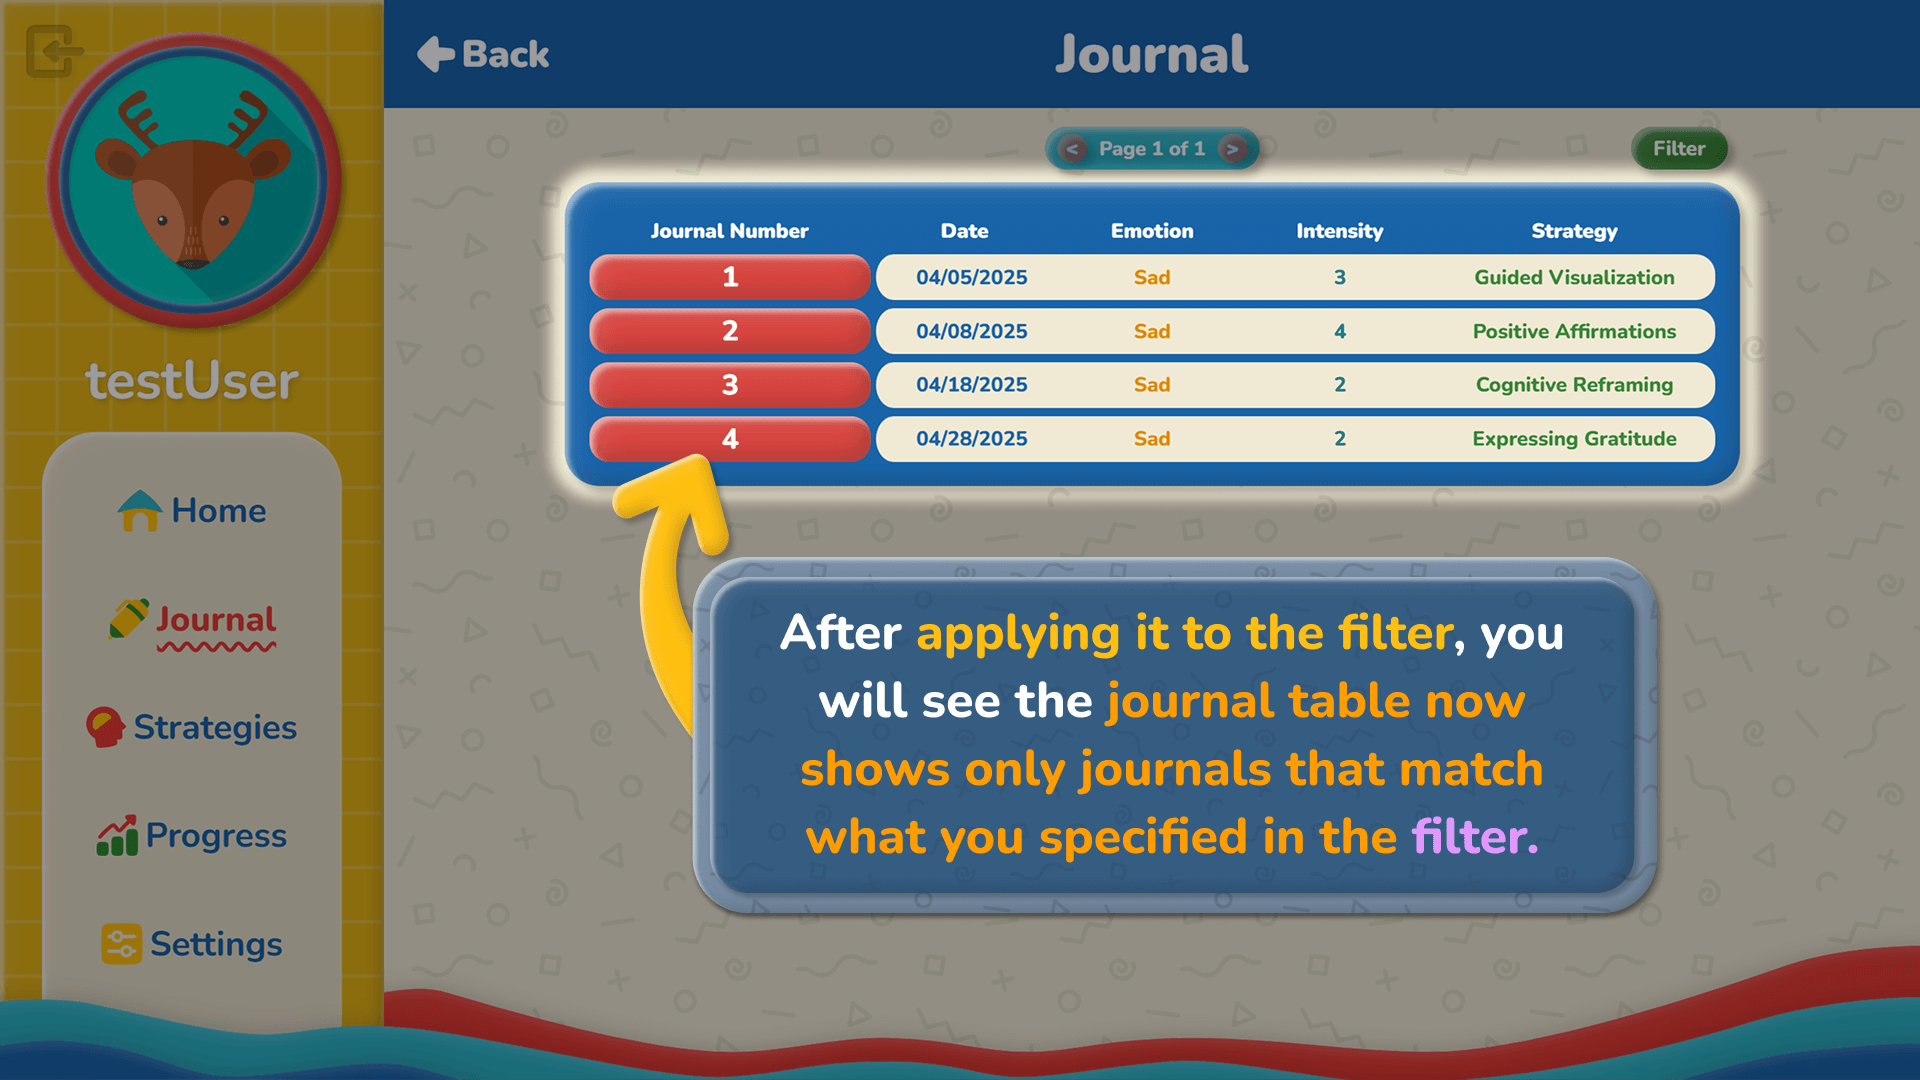 Back
Journal
< Page 1 of 1 >
Filter
testUser
Home
Journal
Strategies
Progress
Settings
Journal Number Date Emotion Intensity Strategy
1 04/05/2025 Sad 3 Guided Visualization
2 04/08/2025 Sad 4 Positive Affirmations
3 04/18/2025 Sad 2 Cognitive Reframing
4 04/28/2025 Sad 2 Expressing Gratitude
After applying it to the filter, you
will see the journal table now
shows only journals that match
what you specified in the filter.